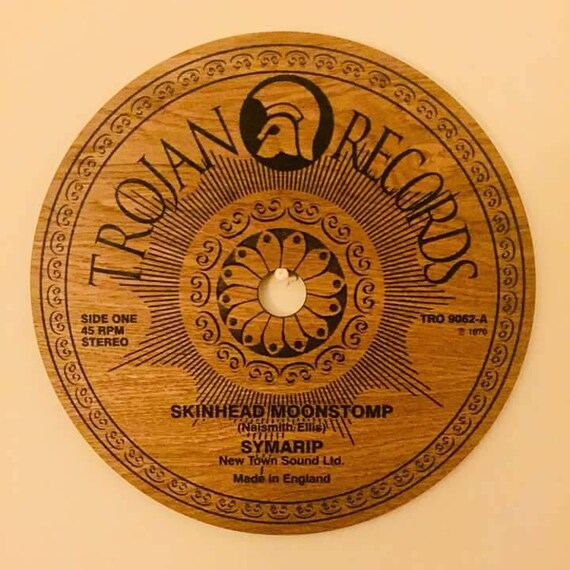 TROJAN RECORDS
SIDE ONE
45 RPM
STEREO
TRO 9062-A
℗ 1970
SKINHEAD MOONSTOMP
(Naismith Ellis)
SYMARIP
New Town Sound Ltd.
Made in England